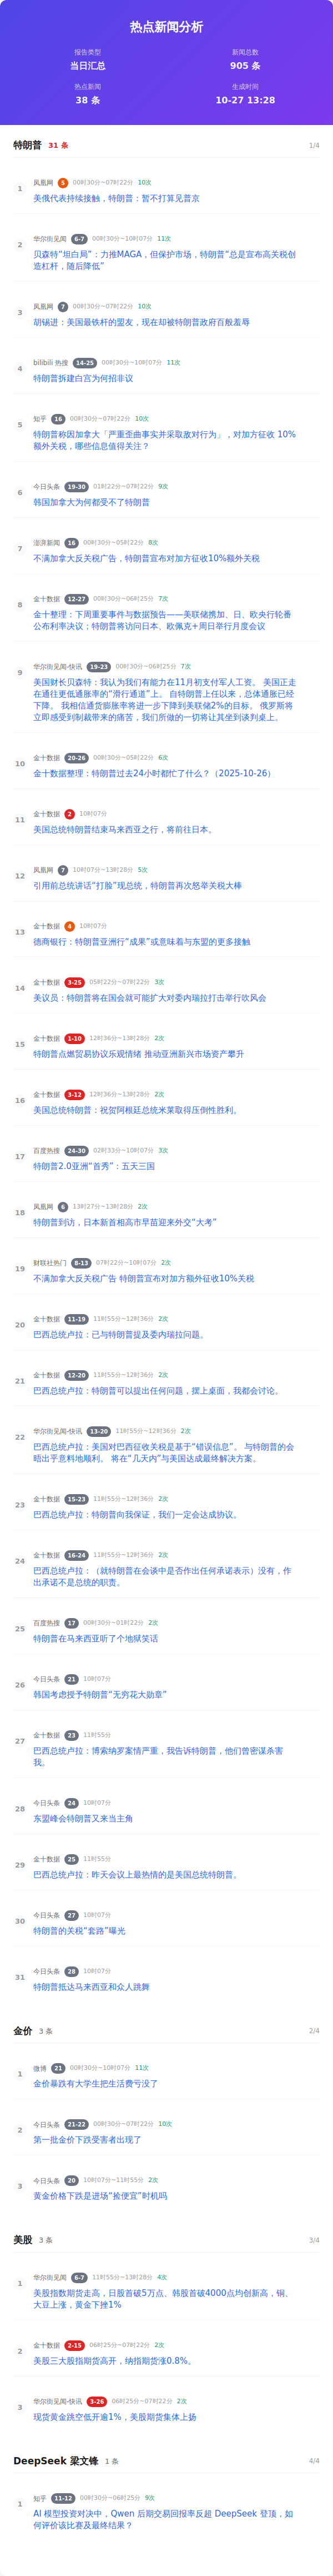 热点新闻分析
报告类型
当日汇总
新闻总数
905 条
热点新闻
38 条
生成时间
10-27 13:28
特朗普 31 条 1/4
1
凤凰网 5 00时30分~07时22分 10次
美俄代表持续接触，特朗普：暂不打算见普京
2
华尔街见闻 6-7 00时30分~10时07分 11次
贝森特“坦白局”：力推MAGA，但保护市场，特朗普“总是宣布高关税创
造杠杆，随后降低”
3
凤凰网 7 00时30分~07时22分 10次
胡锡进：美国最铁杆的盟友，现在却被特朗普政府百般羞辱
4
bilibili 热搜 14-25 00时30分~10时07分 11次
特朗普拆建白宫为何招非议
5
知乎 16 00时30分~07时22分 10次
特朗普称因加拿大「严重歪曲事实并采取敌对行为」，对加方征收 10%
额外关税，哪些信息值得关注？
6
今日头条 19-30 01时22分~07时22分 9次
韩国加拿大为何都受不了特朗普
7
澎湃新闻 16 00时30分~05时22分 8次
不满加拿大反关税广告，特朗普宣布对加方征收10%额外关税
8
金十数据 12-27 00时30分~06时25分 7次
金十整理：下周重要事件与数据预告——美联储携加、日、欧央行轮番
公布利率决议；特朗普将访问日本、欧佩克+周日举行月度会议
9
华尔街见闻-快讯 19-23 00时30分~06时25分 7次
美国财长贝森特：我认为我们有能力在11月初支付军人工资。 美国正走
在通往更低通胀率的“滑行通道”上。 自特朗普上任以来，总体通胀已经
下降。 我相信通货膨胀率将进一步下降到美联储2%的目标。 俄罗斯将
立即感受到制裁带来的痛苦，我们所做的一切将让其坐到谈判桌上。
10
金十数据 20-26 00时30分~05时22分 6次
金十数据整理：特朗普过去24小时都忙了什么？（2025-10-26）
11
金十数据 2 10时07分
美国总统特朗普结束马来西亚之行，将前往日本。
12
凤凰网 7 10时07分~13时28分 5次
引用前总统讲话“打脸”现总统，特朗普再次怒举关税大棒
13
金十数据 4 10时07分
德商银行：特朗普亚洲行“成果”或意味着与东盟的更多接触
14
金十数据 3-25 05时22分~07时22分 3次
美议员：特朗普将在国会就可能扩大对委内瑞拉打击举行吹风会
15
金十数据 1-10 12时36分~13时28分 2次
特朗普点燃贸易协议乐观情绪 推动亚洲新兴市场资产攀升
16
金十数据 3-12 12时36分~13时28分 2次
美国总统特朗普：祝贺阿根廷总统米莱取得压倒性胜利。
17
百度热搜 24-30 02时33分~10时07分 3次
特朗普2.0亚洲“首秀”：五天三国
18
凤凰网 6 13时27分~13时28分 2次
特朗普到访，日本新首相高市早苗迎来外交“大考”
19
财联社热门 8-13 07时22分~10时07分 2次
不满加拿大反关税广告 特朗普宣布对加方额外征收10%关税
20
金十数据 11-19 11时55分~12时36分 2次
巴西总统卢拉：已与特朗普提及委内瑞拉问题。
21
金十数据 12-20 11时55分~12时36分 2次
巴西总统卢拉：特朗普可以提出任何问题，摆上桌面，我都会讨论。
22
华尔街见闻-快讯 13-20 11时55分~12时36分 2次
巴西总统卢拉：美国对巴西征收关税是基于“错误信息”。 与特朗普的会
晤出乎意料地顺利。 将在“几天内”与美国达成最终解决方案。
23
金十数据 15-23 11时55分~12时36分 2次
巴西总统卢拉：特朗普向我保证，我们一定会达成协议。
24
金十数据 16-24 11时55分~12时36分 2次
巴西总统卢拉：（就特朗普在会谈中是否作出任何承诺表示）没有，作
出承诺不是总统的职责。
25
百度热搜 17 00时30分~01时22分 2次
特朗普在马来西亚听了个地狱笑话
26
今日头条 21 10时07分
韩国考虑授予特朗普“无穷花大勋章”
27
金十数据 23 11时55分
巴西总统卢拉：博索纳罗案情严重，我告诉特朗普，他们曾密谋杀害
我。
28
今日头条 24 10时07分
东盟峰会特朗普又来当主角
29
金十数据 25 11时55分
巴西总统卢拉：昨天会议上最热情的是美国总统特朗普。
30
今日头条 27 10时07分
特朗普的关税“套路”曝光
31
今日头条 28 10时07分
特朗普抵达马来西亚和众人跳舞
金价 3 条 2/4
1
微博 21 00时30分~10时07分 11次
金价暴跌有大学生把生活费亏没了
2
今日头条 21-22 00时30分~07时22分 10次
第一批金价下跌受害者出现了
3
今日头条 20 10时07分~11时55分 2次
黄金价格下跌是进场“捡便宜”时机吗
美股 3 条 3/4
1
华尔街见闻 6-7 11时55分~13时28分 4次
美股指数期货走高，日股首破5万点、韩股首破4000点均创新高，铜、
大豆上涨，黄金下挫1%
2
金十数据 2-15 06时25分~07时22分 2次
美股三大股指期货高开，纳指期货涨0.8%。
3
华尔街见闻-快讯 3-26 06时25分~07时22分 2次
现货黄金跳空低开逾1%，美股期货集体上扬
DeepSeek 梁文锋 1 条 4/4
1
知乎 11-12 00时30分~06时25分 9次
AI 模型投资对决中，Qwen 后期交易回报率反超 DeepSeek 登顶，如
何评价该比赛及最终结果？